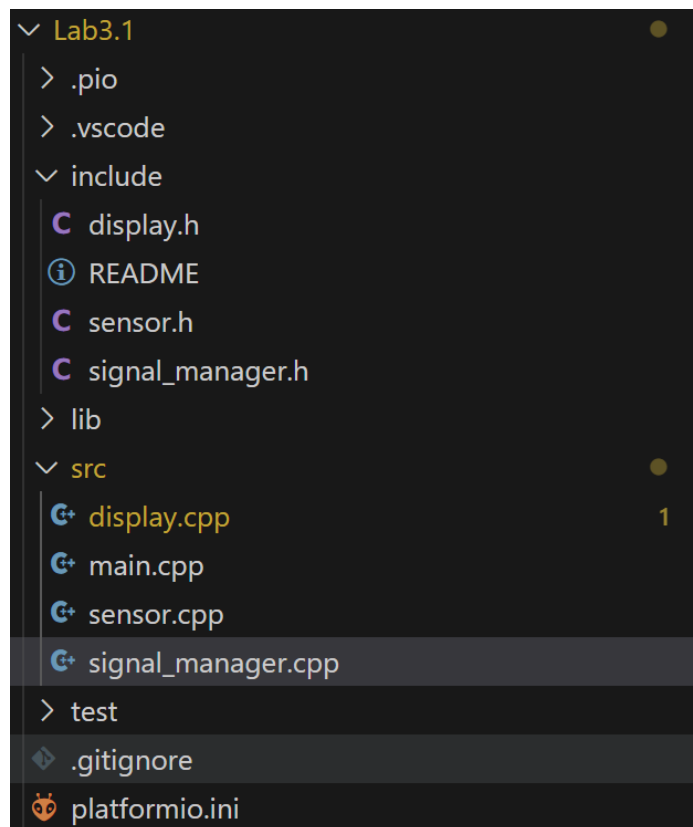 Lab3.1
.pio
.vscode
include
C display.h
README
C sensor.h
C signal_manager.h
lib
src
C++ display.cpp 1
C++ main.cpp
C++ sensor.cpp
C++ signal_manager.cpp
test
.gitignore
platformio.ini